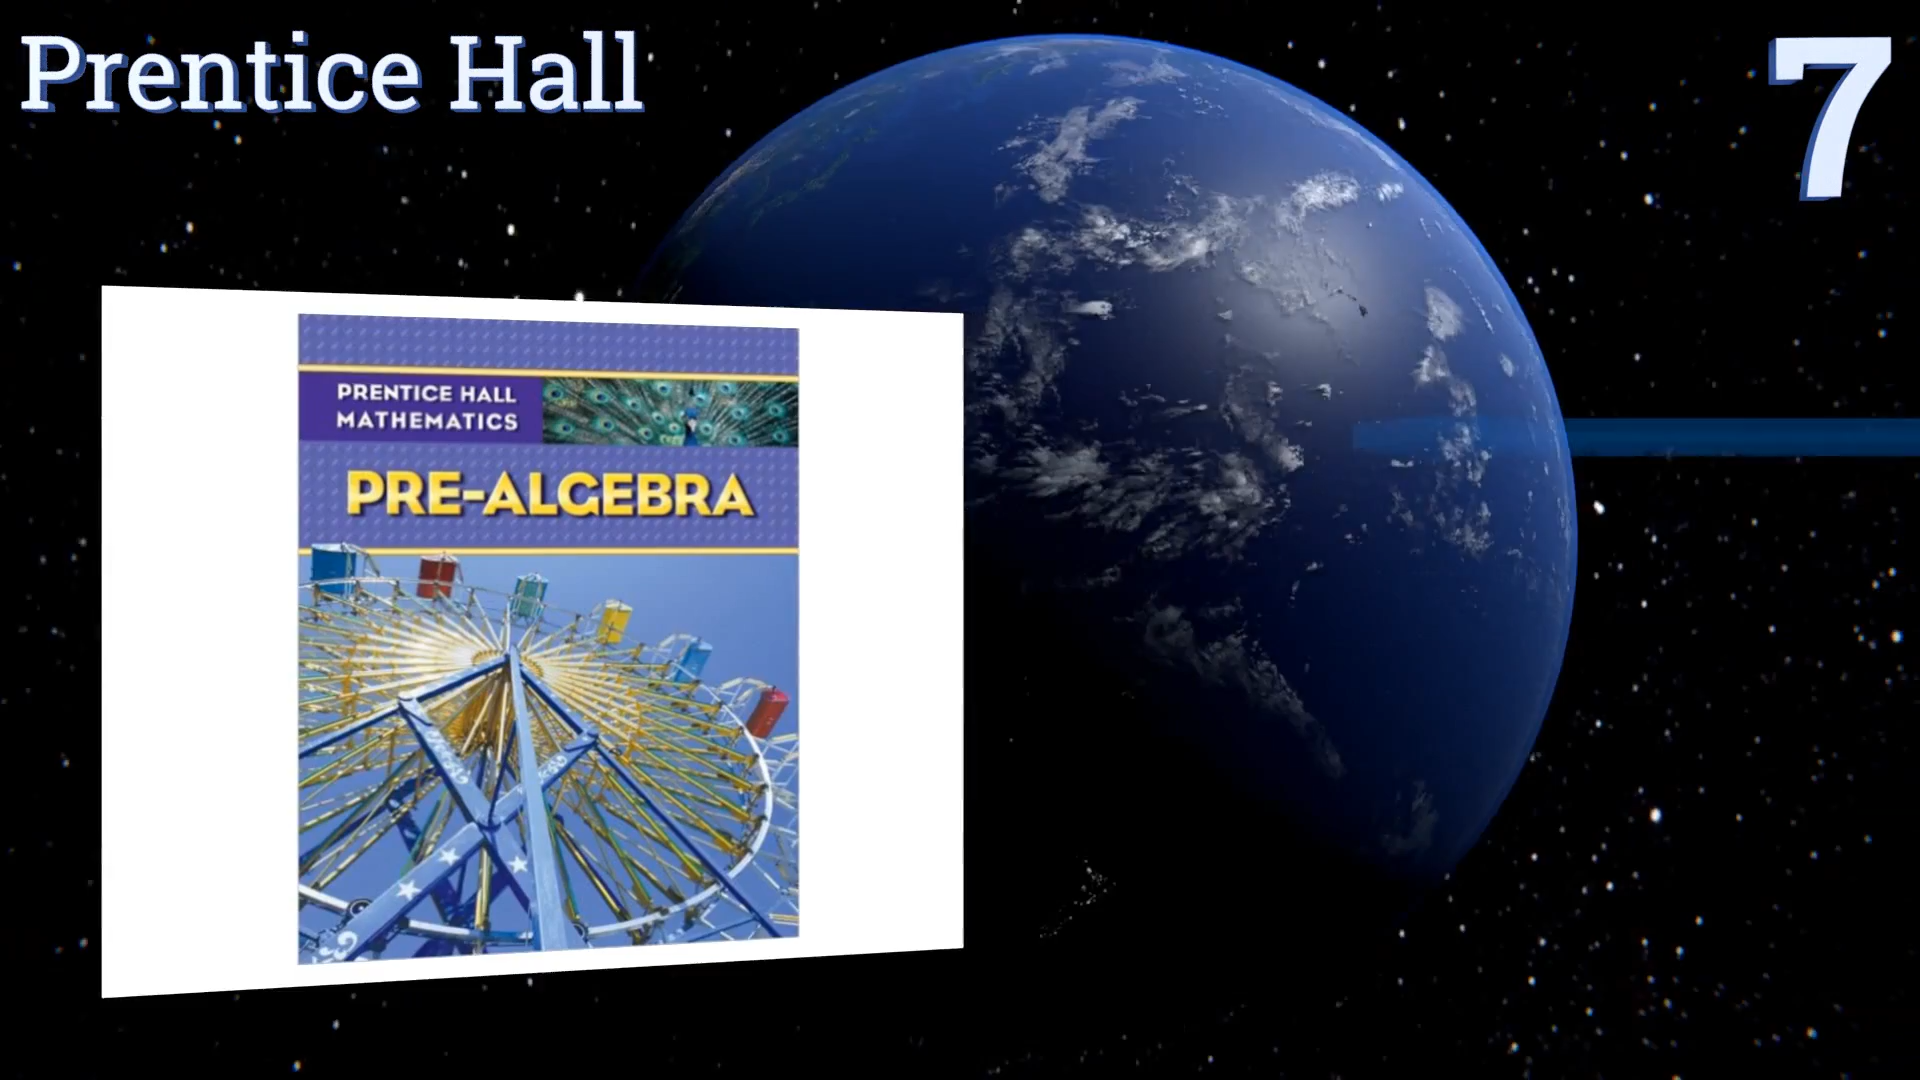 Prentice Hall
7
PRENTICE HALL
MATHEMATICS
PRE-ALGEBRA